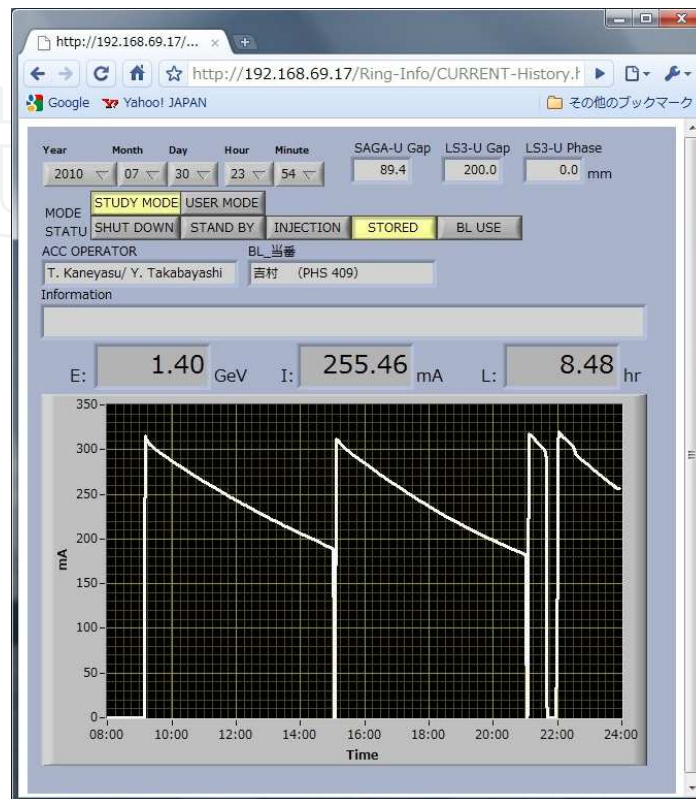 http://192.168.69.17/...
http://192.168.69.17/Ring-Info/CURRENT-History.h
Google Yahoo! JAPAN その他のブックマーク
Year Month Day Hour Minute SAGA-U Gap LS3-U Gap LS3-U Phase
2010 07 30 23 54 89.4 200.0 0.0 mm
MODE STUDY MODE USER MODE
STATU SHUT DOWN STAND BY INJECTION STORED BL USE
ACC OPERATOR BL_当番
T. Kaneyasu/ Y. Takabayashi 吉村 (PHS 409)
Information
E: 1.40 GeV I: 255.46 mA L: 8.48 hr
350
300
250
200
150
100
50
0
mA
08:00 10:00 12:00 14:00 16:00 18:00 20:00 22:00 24:00
Time